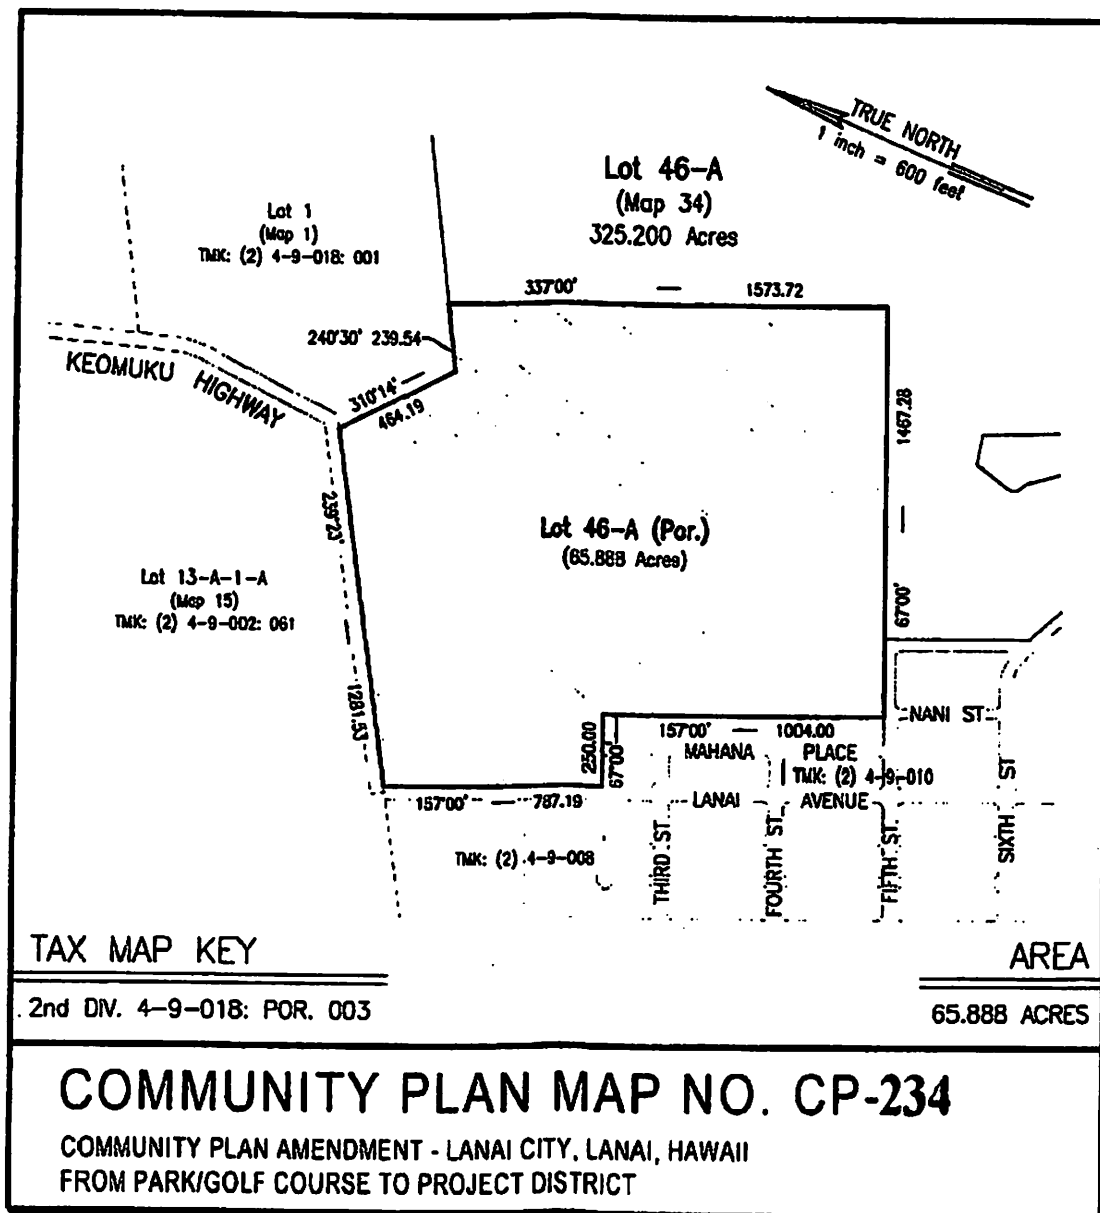 TRUE NORTH
1 inch = 600 feet
Lot 46-A
(Map 34)
325.200 Acres
Lot 1
(Map 1)
TMK: (2) 4-9-018: 001
337°00' — 1573.72
240°30' 239.54
KEOMUKU HIGHWAY
310°14' —
464.19
1467.28 — 67°00'
239°23'
1281.53
Lot 46-A (Por.)
(65.888 Acres)
Lot 13-A-1-A
(Map 15)
TMK: (2) 4-9-002: 061
NANI ST
250.00
67°00'
157°00' — 1004.00
MAHANA PLACE
TMK: (2) 4-9-010
157°00' — 787.19
LANAI AVENUE
TMK: (2) 4-9-008
THIRD ST
FOURTH ST.
FIFTH ST.
SIXTH ST
TAX MAP KEY
2nd DIV. 4-9-018: POR. 003
AREA
65.888 ACRES
COMMUNITY PLAN MAP NO. CP-234
COMMUNITY PLAN AMENDMENT - LANAI CITY, LANAI, HAWAII
FROM PARK/GOLF COURSE TO PROJECT DISTRICT